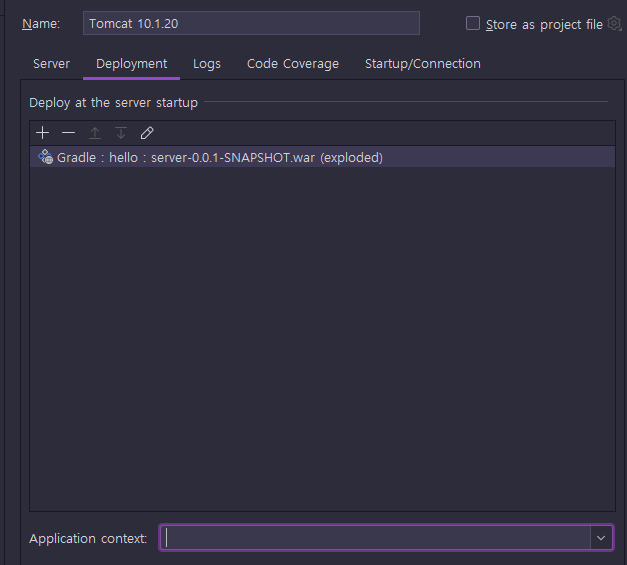 Name: Tomcat 10.1.20 Store as project file
Server Deployment Logs Code Coverage Startup/Connection
Deploy at the server startup
Gradle : hello : server-0.0.1-SNAPSHOT.war (exploded)
Application context: